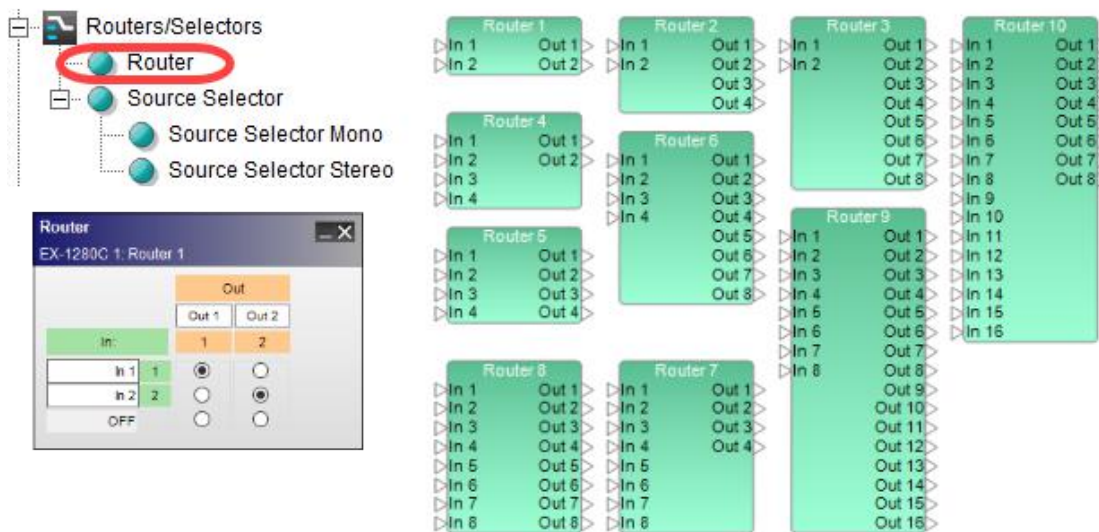 Routers/Selectors
Router
Source Selector
Source Selector Mono
Source Selector Stereo
Router
EX-1280C 1: Router 1
Out
Out 1 Out 2
In: 1 2
In 1 1
In 2 2
OFF
Router 1
In 1 Out 1
In 2 Out 2
Router 2
In 1 Out 1
In 2 Out 2
Out 3
Out 4
Router 3
In 1 Out 1
In 2 Out 2
Out 3
Out 4
Out 5
Out 6
Out 7
Out 8
Router 10
In 1 Out 1
In 2 Out 2
In 3 Out 3
In 4 Out 4
In 5 Out 5
In 6 Out 6
In 7 Out 7
In 8 Out 8
In 9
In 10
In 11
In 12
In 13
In 14
In 15
In 16
Router 4
In 1 Out 1
In 2 Out 2
In 3
In 4
Router 6
In 1 Out 1
In 2 Out 2
In 3 Out 3
In 4 Out 4
Out 5
Out 6
Out 7
Out 8
Router 5
In 1 Out 1
In 2 Out 2
In 3 Out 3
In 4 Out 4
Router 9
In 1 Out 1
In 2 Out 2
In 3 Out 3
In 4 Out 4
In 5 Out 5
In 6 Out 6
In 7 Out 7
In 8 Out 8
Out 9
Out 10
Out 11
Out 12
Out 13
Out 14
Out 15
Out 16
Router 8
In 1 Out 1
In 2 Out 2
In 3 Out 3
In 4 Out 4
In 5 Out 5
In 6 Out 6
In 7 Out 7
In 8 Out 8
Router 7
In 1 Out 1
In 2 Out 2
In 3 Out 3
In 4 Out 4
In 5
In 6
In 7
In 8